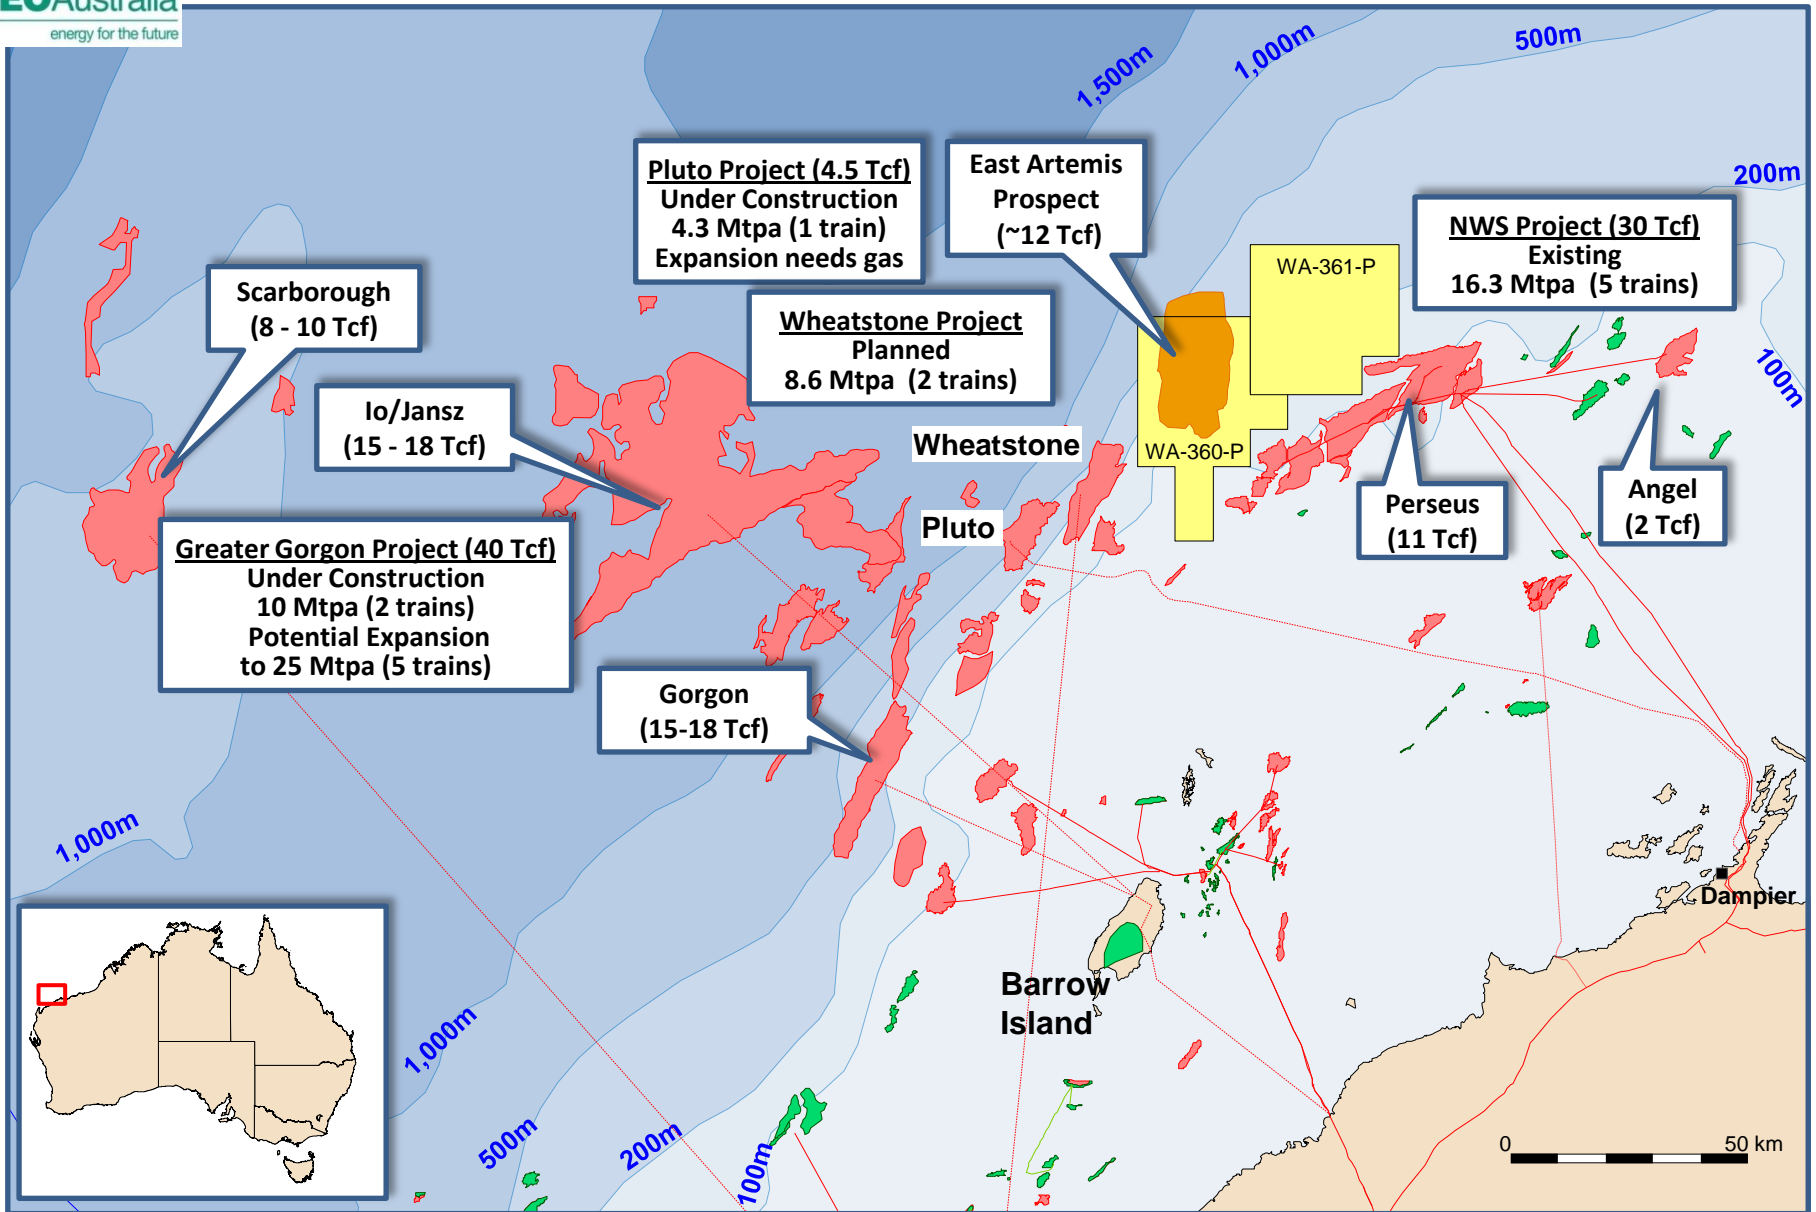 Australia
energy for the future
1,500m
1,000m
500m
200m
100m
Pluto Project (4.5 Tcf)
Under Construction
4.3 Mtpa (1 train)
Expansion needs gas
East Artemis
Prospect
(~12 Tcf)
NWS Project (30 Tcf)
Existing
16.3 Mtpa (5 trains)
WA-361-P
Scarborough
(8 - 10 Tcf)
Wheatstone Project
Planned
8.6 Mtpa (2 trains)
Io/Jansz
(15 - 18 Tcf)
Wheatstone
WA-360-P
Pluto
Perseus
(11 Tcf)
Angel
(2 Tcf)
Greater Gorgon Project (40 Tcf)
Under Construction
10 Mtpa (2 trains)
Potential Expansion
to 25 Mtpa (5 trains)
Gorgon
(15-18 Tcf)
1,000m
Dampier
Barrow
Island
1,000m
500m
200m
100m
0 50 km